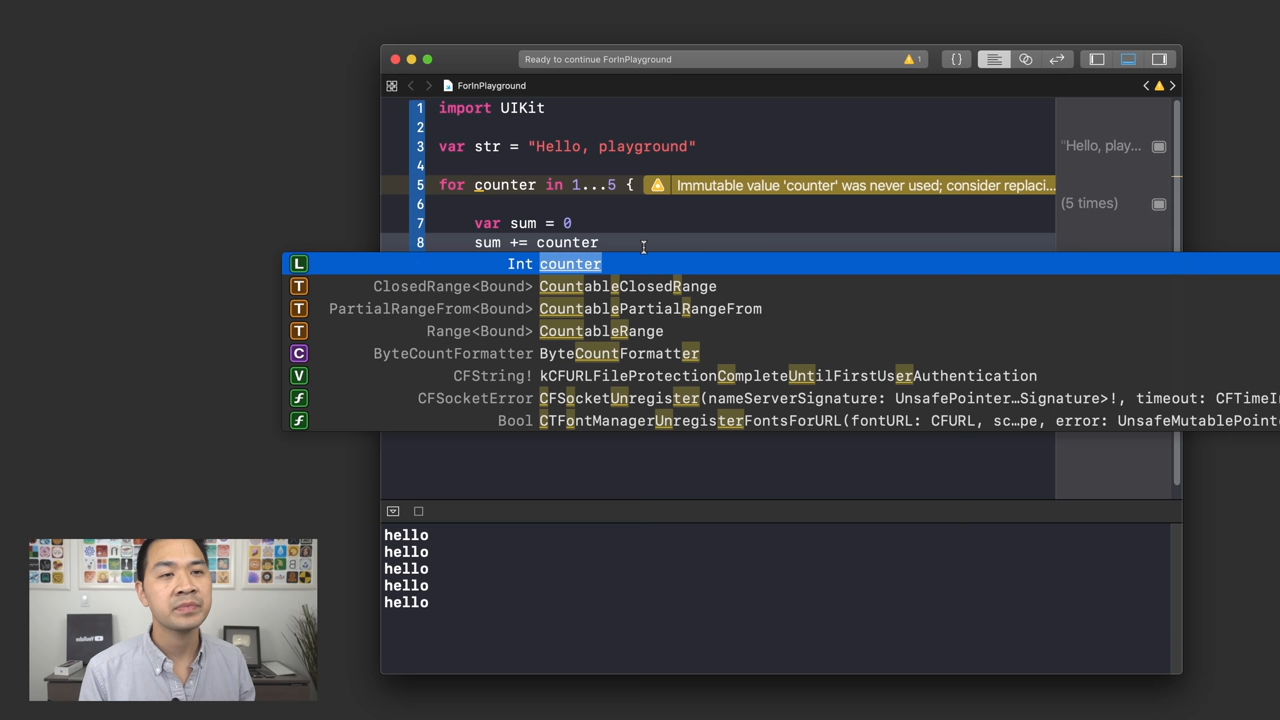 Ready to continue ForInPlayground
1
{}
ForInPlayground
1 import UIKit
2
3 var str = "Hello, playground"
"Hello, play...
4
5 for counter in 1...5 {
Immutable value 'counter' was never used; consider replaci...
6
(5 times)
7 var sum = 0
8 sum += counter
L Int counter
T ClosedRange<Bound> CountableClosedRange
T PartialRangeFrom<Bound> CountablePartialRangeFrom
T Range<Bound> CountableRange
C ByteCountFormatter ByteCountFormatter
V CFString! kCFURLFileProtectionCompleteUntilFirstUserAuthentication
f CFSocketError CFSocketUnregister(nameServerSignature: UnsafePointer…Signature>!, timeout: CFTimeIn
f Bool CTFontManagerUnregisterFontsForURL(fontURL: CFURL, sc…pe, error: UnsafeMutablePointe
hello
hello
hello
hello
hello
YouTube